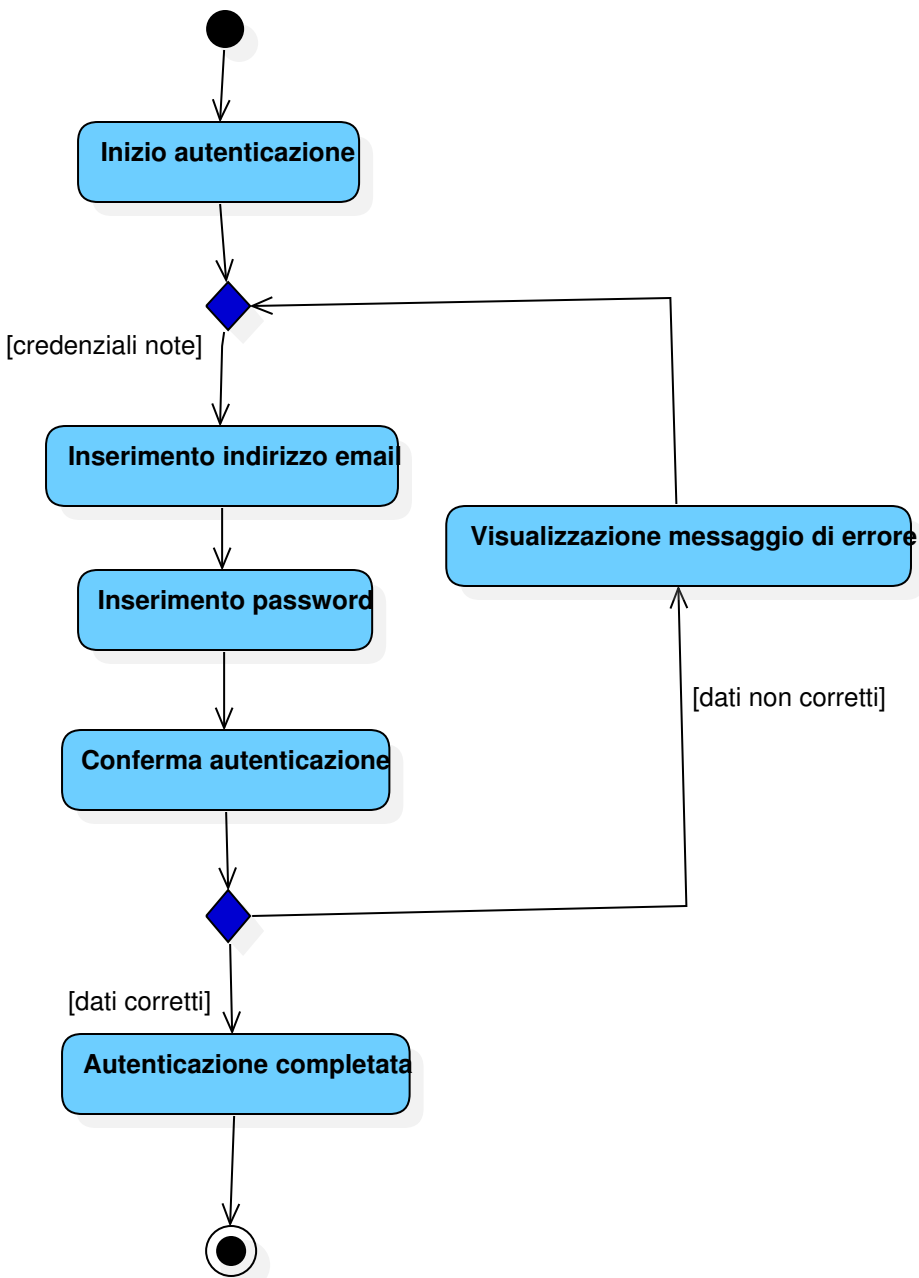 Inizio autenticazione
[credenziali note]
Inserimento indirizzo email
Visualizzazione messaggio di errore
Inserimento password
[dati non corretti]
Conferma autenticazione
[dati corretti]
Autenticazione completata